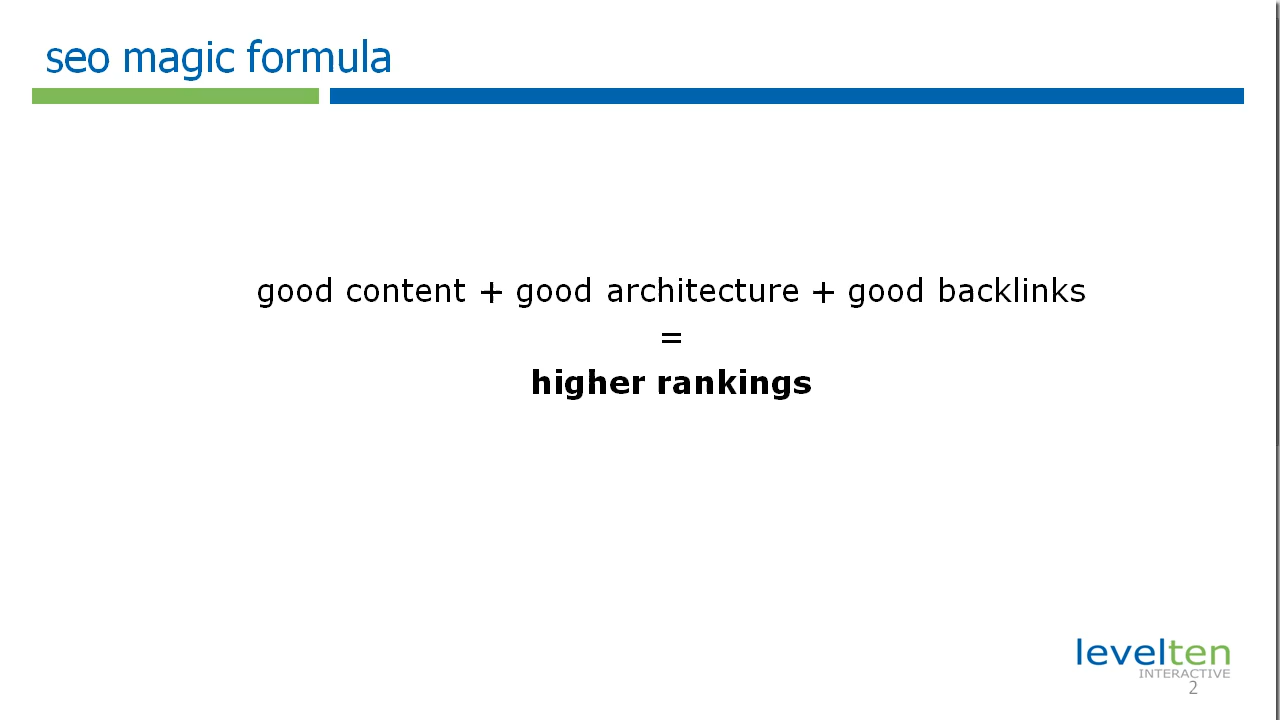 seo magic formula
good content + good architecture + good backlinks
=
higher rankings
levelten
INTERACTIVE
2